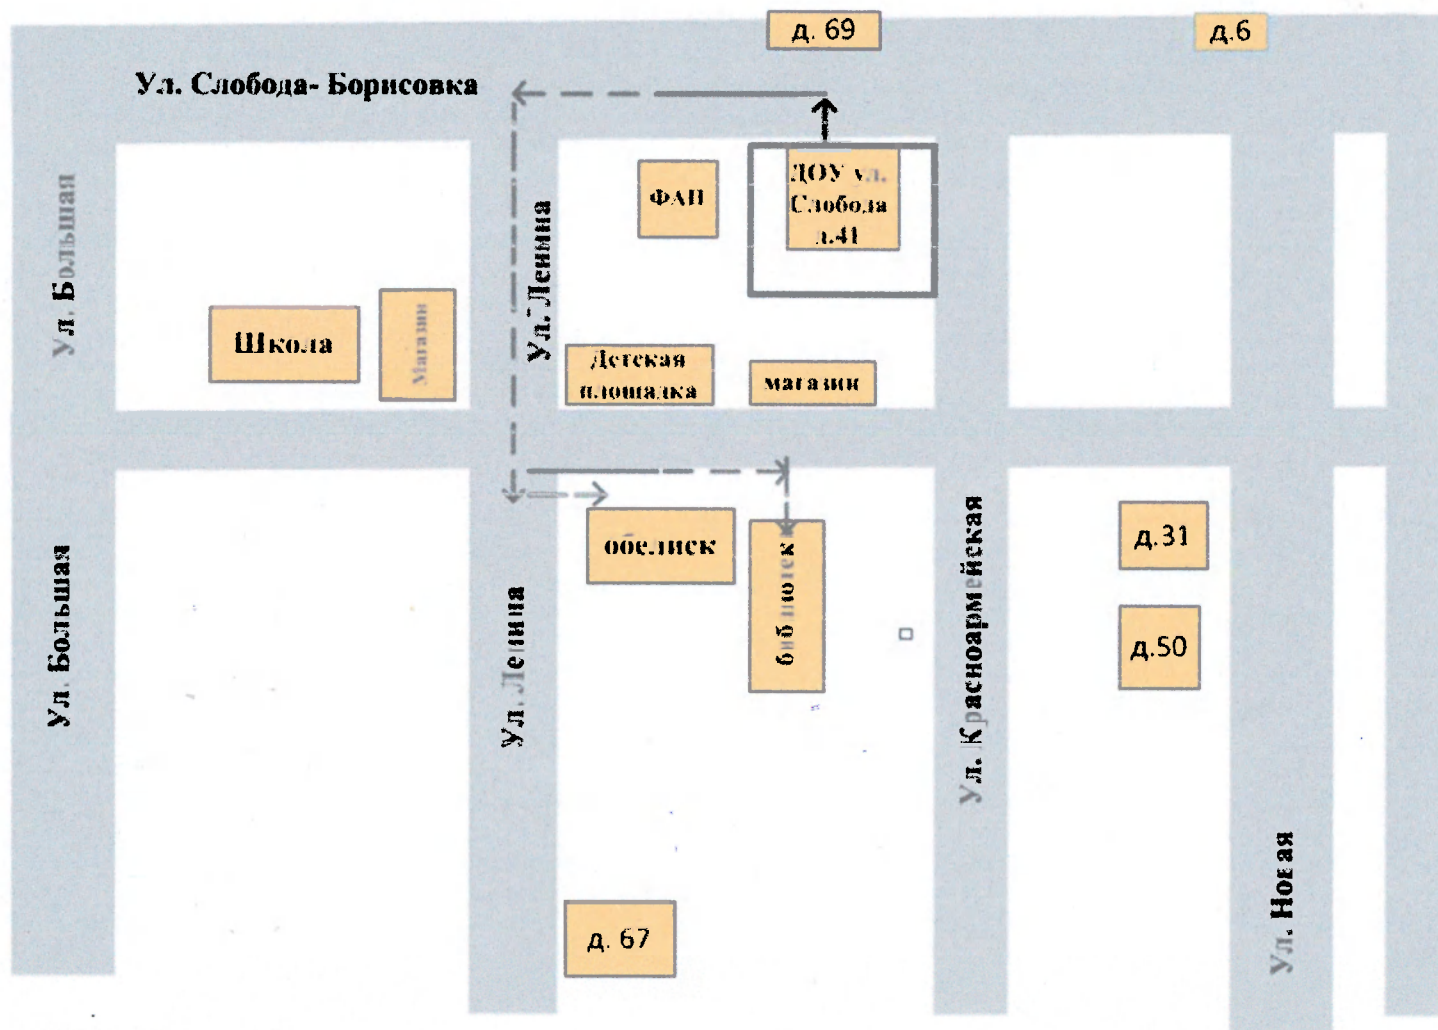 д. 69
д.6
Ул. Слобода- Борисовка
Ул. Большая
ФАП
ДОУ ул.
Слобода
д.41
Ул. Ленина
Школа
Магазин
Детская
площадка
магазин
Ул. Большая
Ул. Ленина
обелиск
библиотек
Ул. Красноармейская
д.31
д.50
д. 67
Ул. Новая